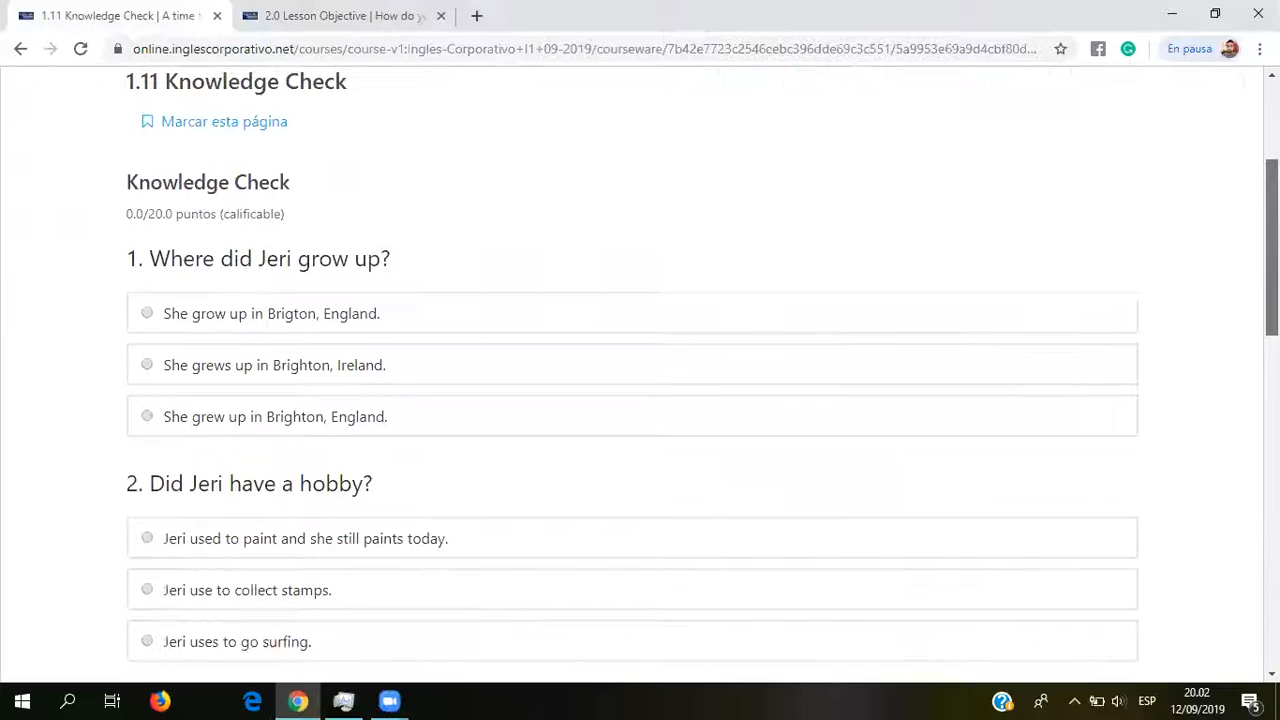 1.11 Knowledge Check | A time
2.0 Lesson Objective | How do y
online.inglescorporativo.net/courses/course-v1:Ingles-Corporativo+I1+09-2019/courseware/7b42e7723c2546cebc396dde69c3c551/5a9953e69a9d4cbf80d...
En pausa
1.11 Knowledge Check
Marcar esta página
Knowledge Check
0.0/20.0 puntos (calificable)
1. Where did Jeri grow up?
She grow up in Brigton, England.
She grews up in Brighton, Ireland.
She grew up in Brighton, England.
2. Did Jeri have a hobby?
Jeri used to paint and she still paints today.
Jeri use to collect stamps.
Jeri uses to go surfing.
ESP
20.02
12/09/2019
5